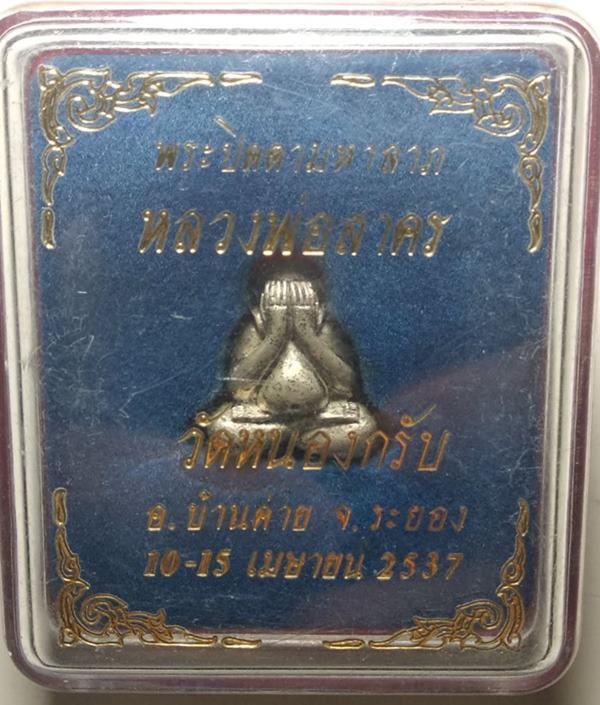 พระปิดตามหาลาภ
หลวงพ่อสาคร
วัดหนองกรับ
อ.บ้านค่าย จ.ระยอง
10-15 เมษายน 2537